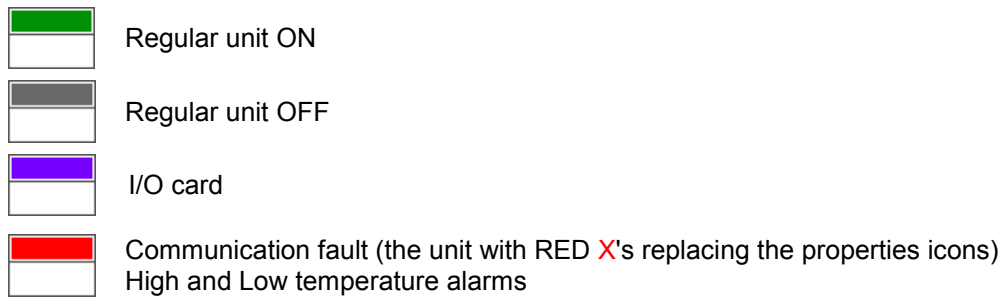 Regular unit ON
Regular unit OFF
I/O card
Communication fault (the unit with RED X's replacing the properties icons)
High and Low temperature alarms